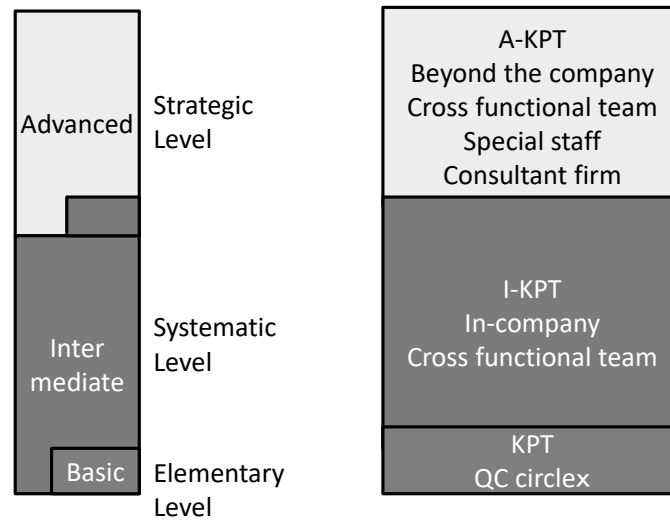 Advanced
Strategic
Level
Inter
mediate
Systematic
Level
Basic
Elementary
Level
A-KPT
Beyond the company
Cross functional team
Special staff
Consultant firm
I-KPT
In-company
Cross functional team
KPT
QC circlex